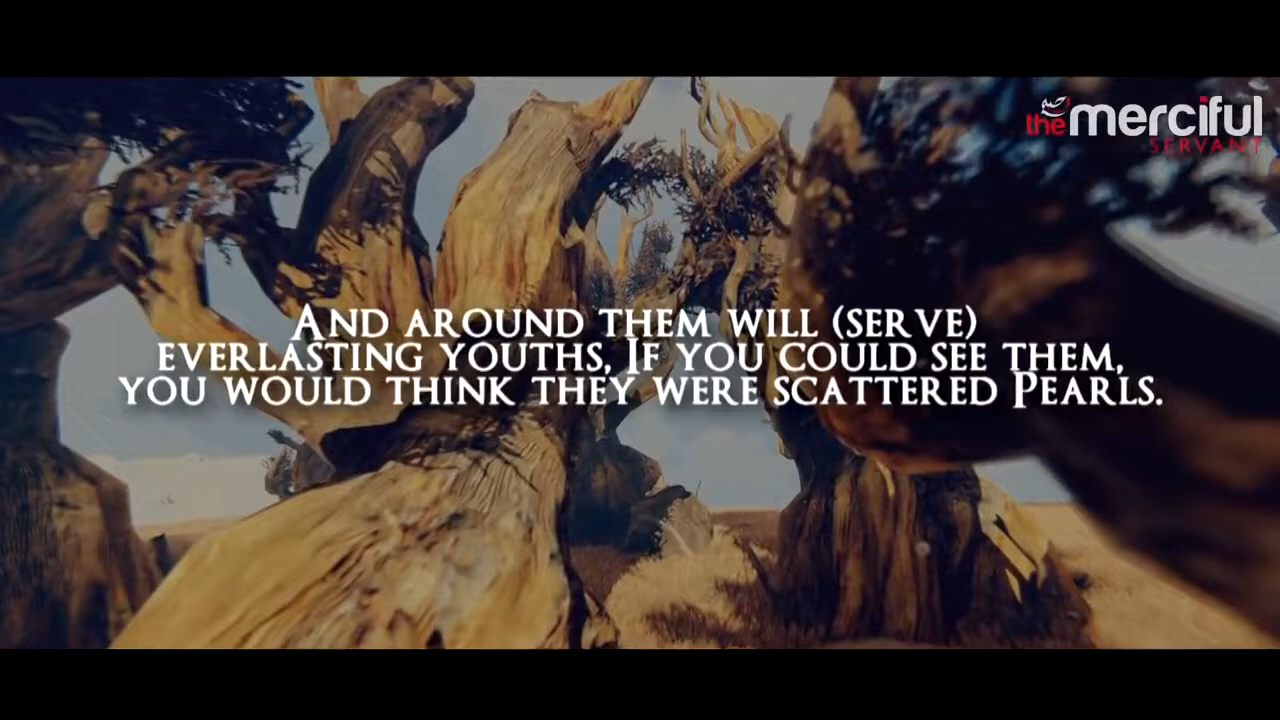 the merciful
SERVANT
AND AROUND THEM WILL (SERVE)
EVERLASTING YOUTHS, IF YOU COULD SEE THEM,
YOU WOULD THINK THEY WERE SCATTERED PEARLS.